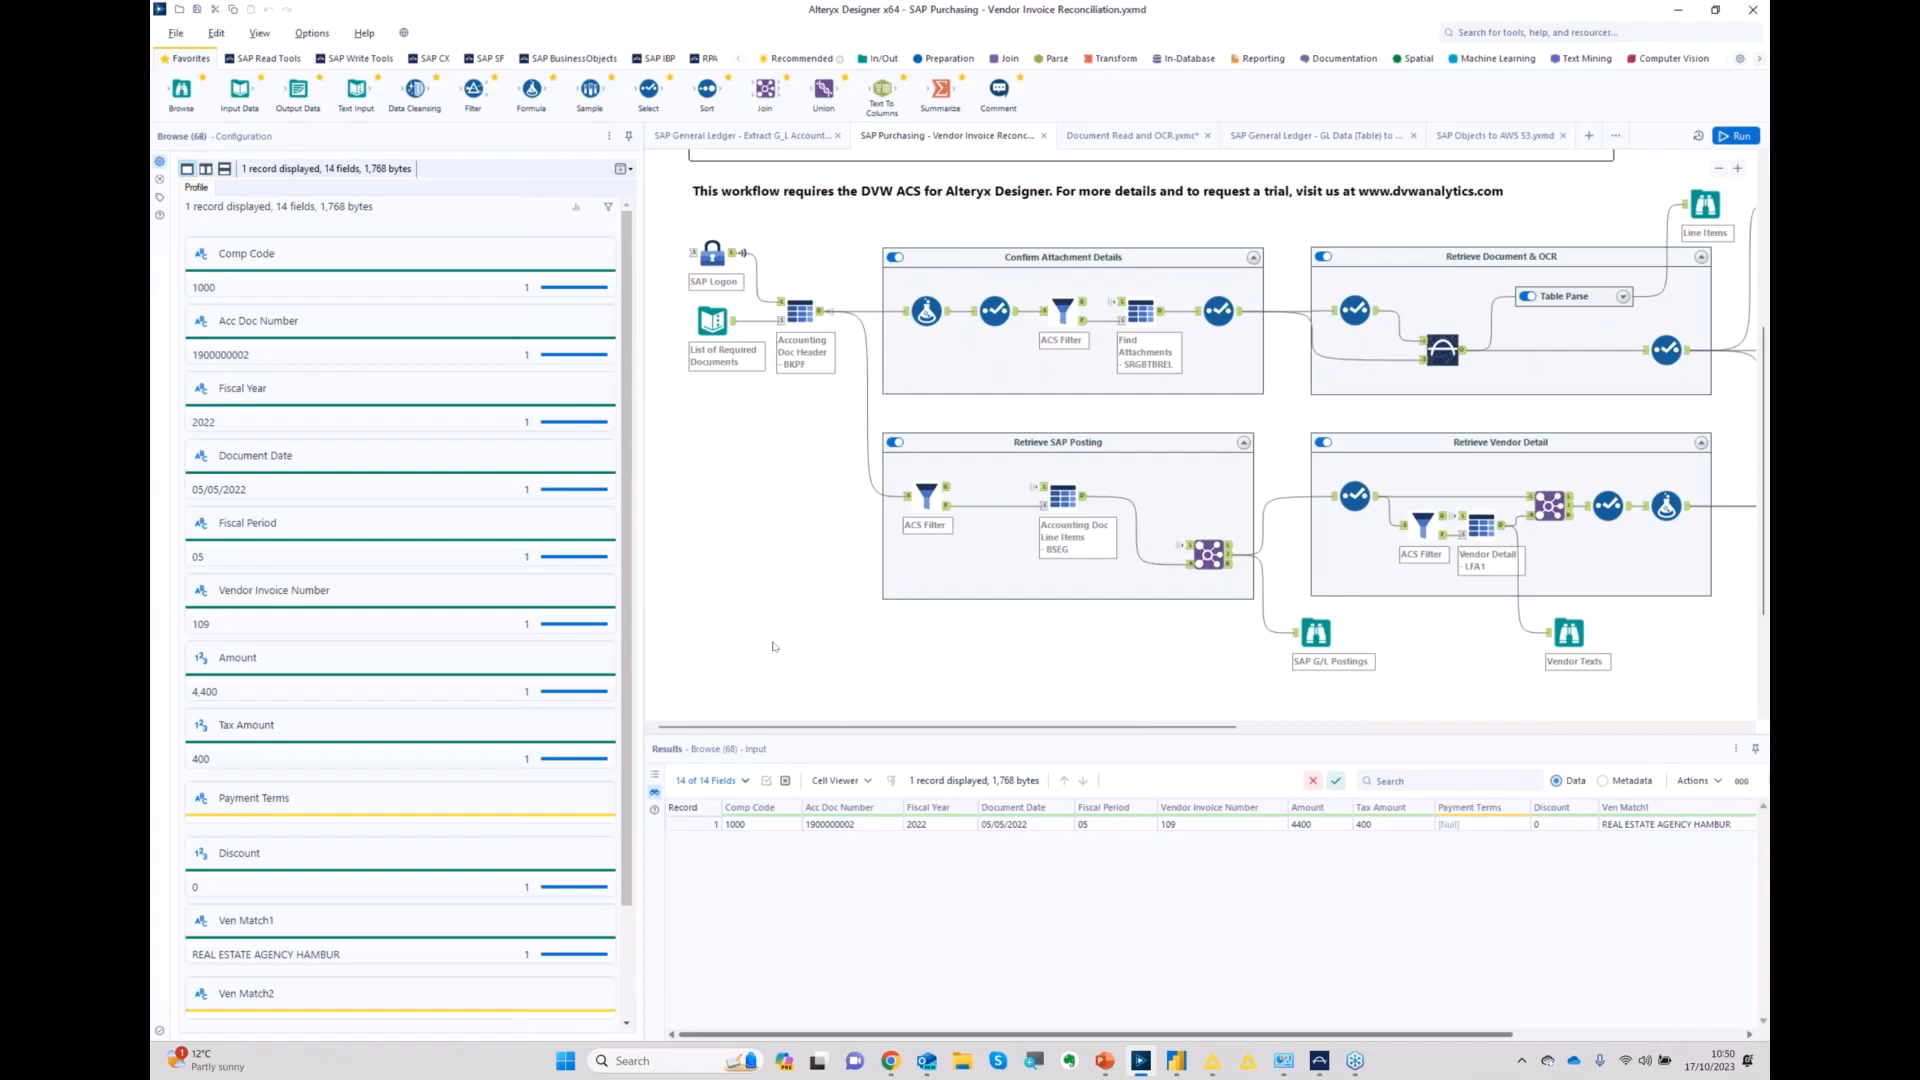 Alteryx Designer x64 - SAP Purchasing - Vendor Invoice Reconciliation.yxmd
File Edit View Options Help
Search for tools, help, and resources...
Favorites SAP Read Tools SAP Write Tools SAP CX SAP SF SAP BusinessObjects SAP IBP RPA Recommended In/Out Preparation Join Parse Transform In-Database Reporting Documentation Spatial Machine Learning Text Mining Computer Vision
Browse Input Data Output Data Text Input Data Cleansing Filter Formula Sample Select Sort Join Union Text To Columns Summarize Comment
Browse (68) - Configuration
SAP General Ledger - Extract G_L Account... SAP Purchasing - Vendor Invoice Reconc... Document Read and OCR.yxmc* SAP General Ledger - GL Data (Table) to ... SAP Objects to AWS S3.yxmd Run
1 record displayed, 14 fields, 1,768 bytes
Profile
1 record displayed, 14 fields, 1,768 bytes
Comp Code
1000 1
Acc Doc Number
1900000002 1
Fiscal Year
2022 1
Document Date
05/05/2022 1
Fiscal Period
05 1
Vendor Invoice Number
109 1
Amount
4,400 1
Tax Amount
400 1
Payment Terms
Discount
0 1
Ven Match1
REAL ESTATE AGENCY HAMBUR 1
Ven Match2
This workflow requires the DVW ACS for Alteryx Designer. For more details and to request a trial, visit us at www.dvwanalytics.com
Line Items
SAP Logon
List of Required
Documents
Accounting
Doc Header
- BKPF
Confirm Attachment Details
ACS Filter
Find
Attachments
- SRGBTBREL
Retrieve Document & OCR
Table Parse
Retrieve SAP Posting
ACS Filter
Accounting Doc
Line Items
- BSEG
Retrieve Vendor Detail
ACS Filter
Vendor Detail
- LFA1
SAP G/L Postings
Vendor Texts
Results - Browse (68) - Input
14 of 14 Fields Cell Viewer 1 record displayed, 1,768 bytes Search Data Metadata Actions 000
Record Comp Code Acc Doc Number Fiscal Year Document Date Fiscal Period Vendor Invoice Number Amount Tax Amount Payment Terms Discount Ven Match1
1 1000 1900000002 2022 05/05/2022 05 109 4400 400 [Null] 0 REAL ESTATE AGENCY HAMBUR
1
12°C
Partly sunny
Search
10:50
17/10/2023